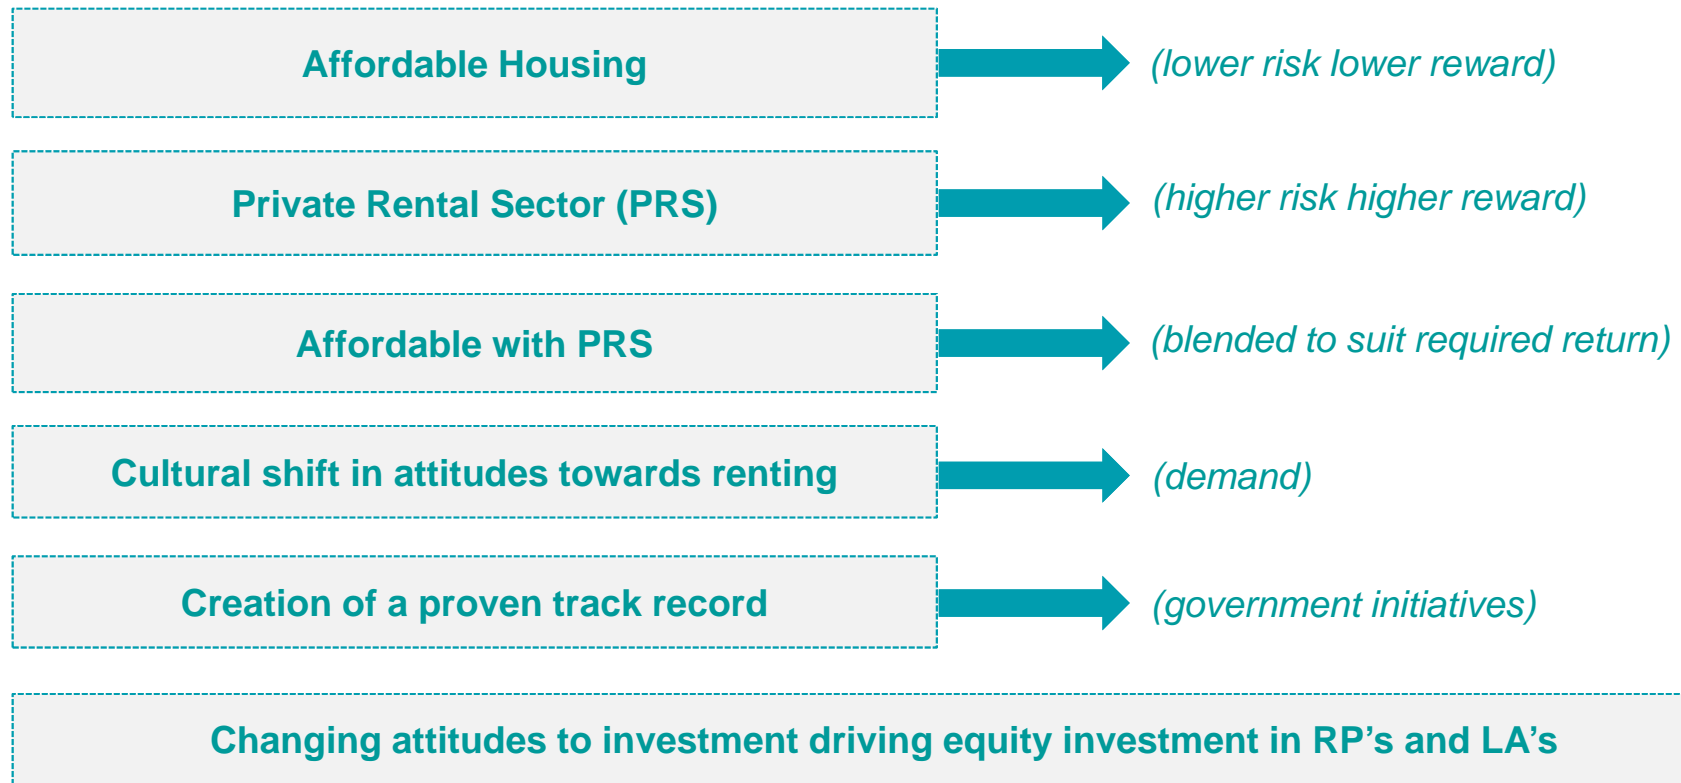 Affordable Housing
(lower risk lower reward)
Private Rental Sector (PRS)
(higher risk higher reward)
Affordable with PRS
(blended to suit required return)
Cultural shift in attitudes towards renting
(demand)
Creation of a proven track record
(government initiatives)
Changing attitudes to investment driving equity investment in RP’s and LA’s